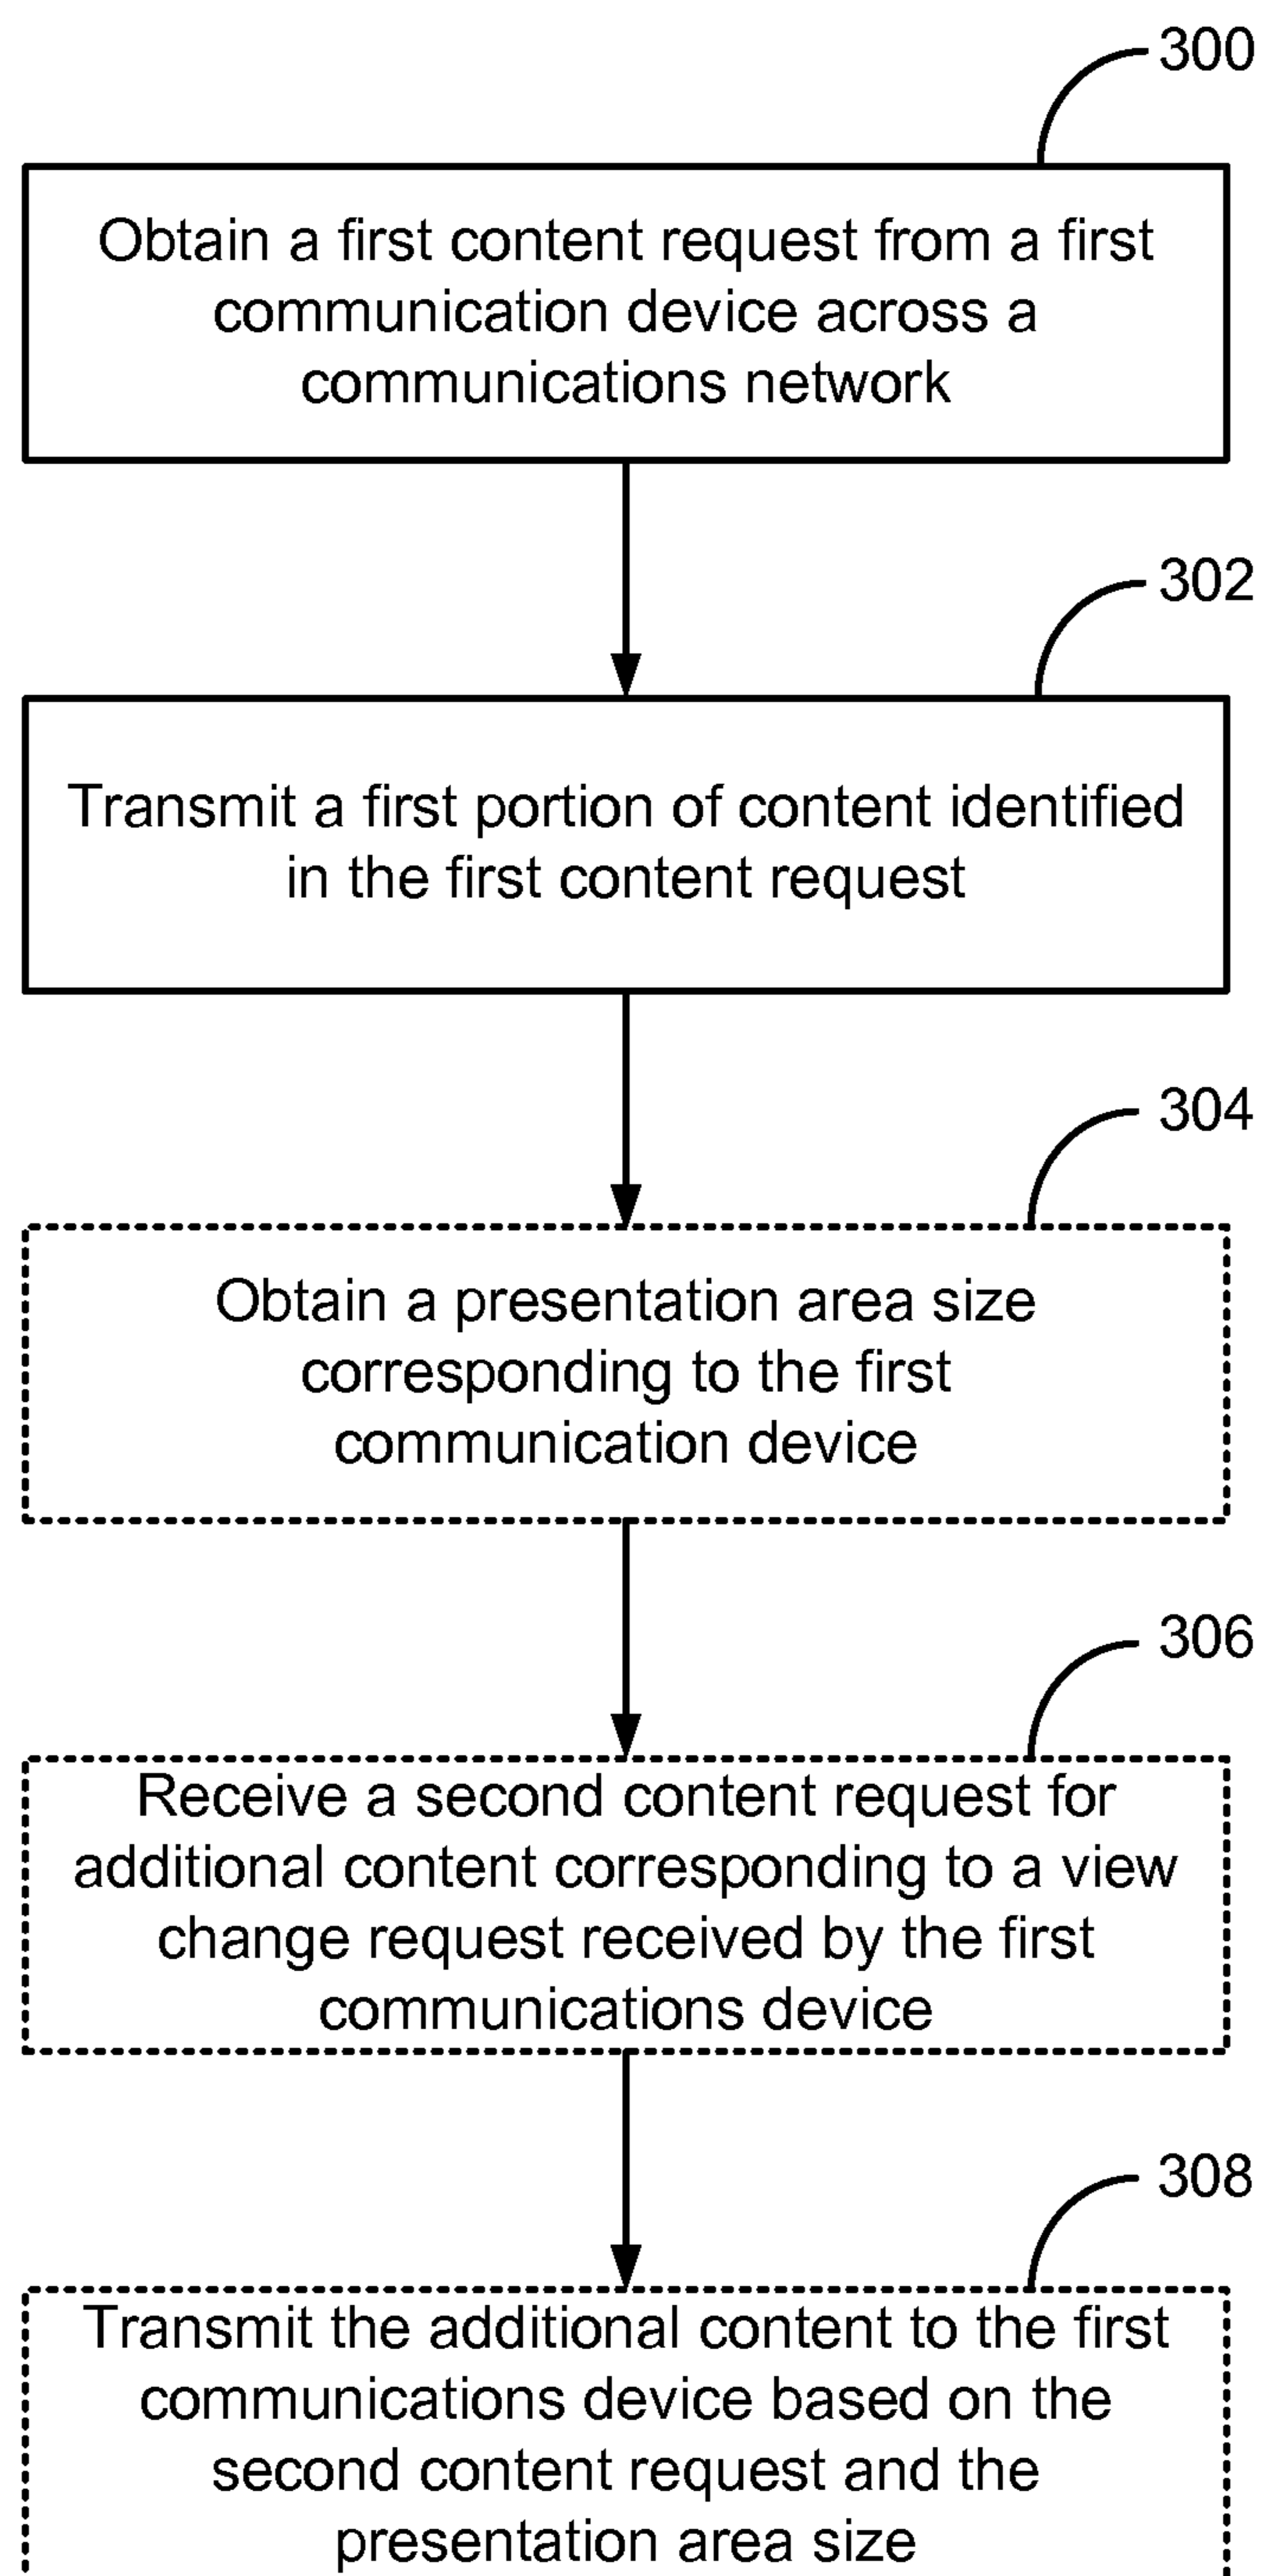 300
Obtain a first content request from a first
communication device across a
communications network
302
Transmit a first portion of content identified
in the first content request
304
Obtain a presentation area size
corresponding to the first
communication device
306
Receive a second content request for
additional content corresponding to a view
change request received by the first
communications device
308
Transmit the additional content to the first
communications device based on the
second content request and the
presentation area size